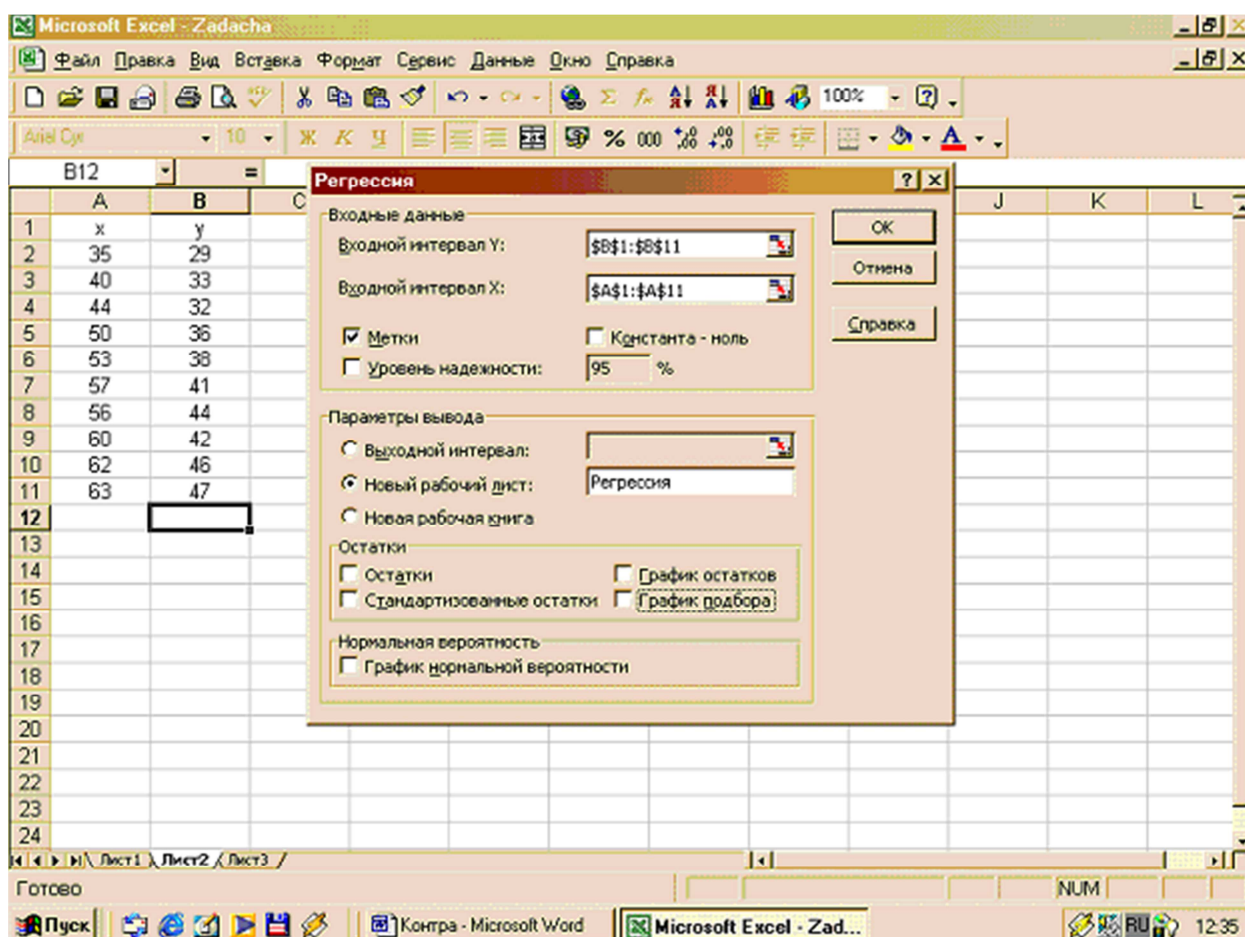 Microsoft Excel - Zadacha
Файл Правка Вид Вставка Формат Сервис Данные Окно Справка
100%
Arial Cyr 10 Ж К Ч % 000
B12 =
A B C J K L
1 x y
2 35 29
3 40 33
4 44 32
5 50 36
6 53 38
7 57 41
8 56 44
9 60 42
10 62 46
11 63 47
12
13
14
15
16
17
18
19
20
21
22
23
24
Регрессия
Входные данные
Входной интервал Y: $B$1:$B$11
Входной интервал X: $A$1:$A$11
Метки Константа - ноль
Уровень надежности: 95 %
Параметры вывода
Выходной интервал:
Новый рабочий лист: Регрессия
Новая рабочая книга
Остатки
Остатки График остатков
Стандартизованные остатки График подбора
Нормальная вероятность
График нормальной вероятности
ОК
Отмена
Справка
Лист1 Лист2 Лист3
Готово NUM
Пуск Контра - Microsoft Word Microsoft Excel - Zad... RU 12:35